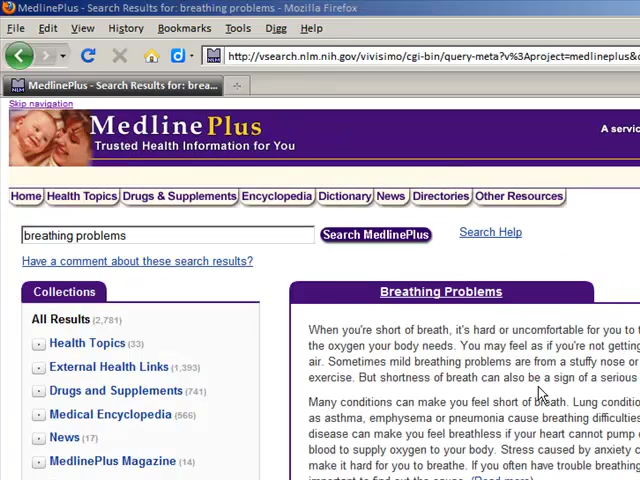 MedlinePlus - Search Results for: breathing problems - Mozilla Firefox
File Edit View History Bookmarks Tools Digg Help
http://vsearch.nlm.nih.gov/vivisimo/cgi-bin/query-meta?v%3Aproject=medlineplus&
MedlinePlus - Search Results for: brea...
Skip navigation
MedlinePlus
A servic
Trusted Health Information for You
Home Health Topics Drugs & Supplements Encyclopedia Dictionary News Directories Other Resources
breathing problems Search MedlinePlus Search Help
Have a comment about these search results?
Collections
All Results (2,781)
Health Topics (33)
External Health Links (1,393)
Drugs and Supplements (741)
Medical Encyclopedia (566)
News (17)
MedlinePlus Magazine (14)
Breathing Problems
When you're short of breath, it's hard or uncomfortable for you to t
the oxygen your body needs. You may feel as if you're not getting
air. Sometimes mild breathing problems are from a stuffy nose or
exercise. But shortness of breath can also be a sign of a serious
Many conditions can make you feel short of breath. Lung conditio
as asthma, emphysema or pneumonia cause breathing difficulties
disease can make you feel breathless if your heart cannot pump
blood to supply oxygen to your body. Stress caused by anxiety c
make it hard for you to breathe. If you often have trouble breathing